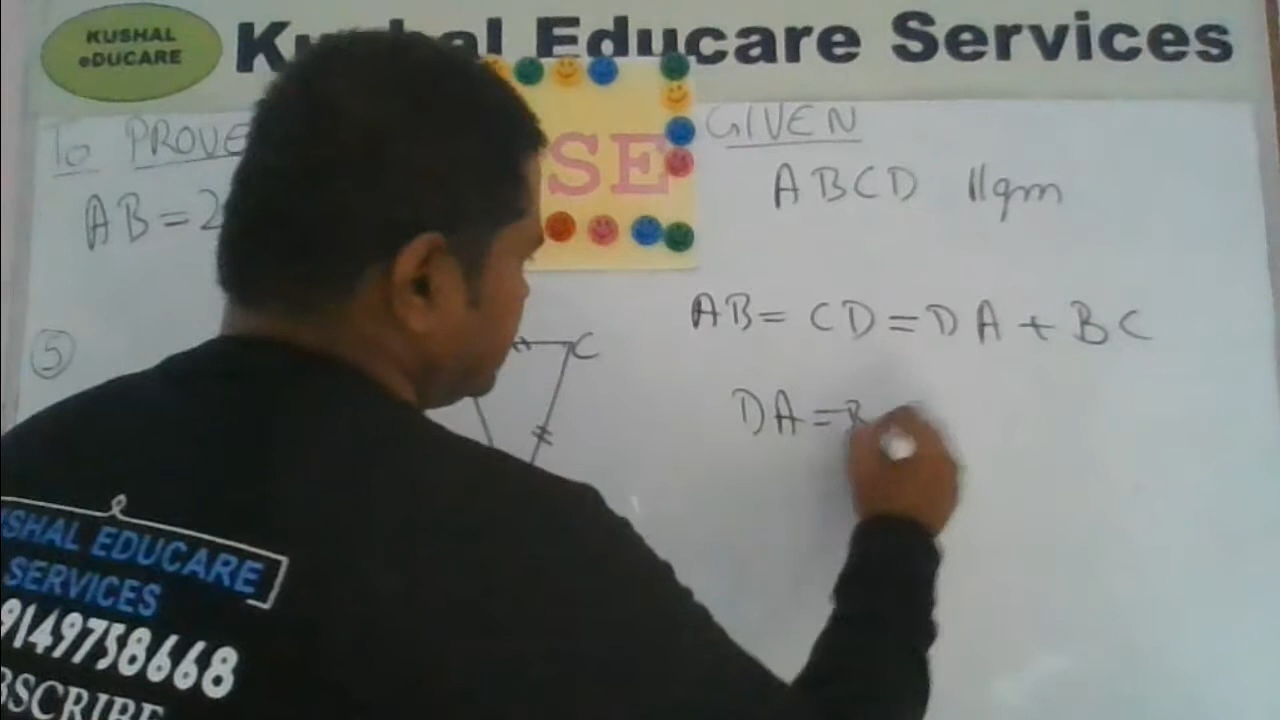 KUSHAL
eDUCARE
Educare Services
To PROVE
AB=2
SE
GIVEN
ABCD ||gm
AB= CD=DA + BC
DA=B
5
C
SHAL EDUCARE
SERVICES
9149758668
BSCRIBE